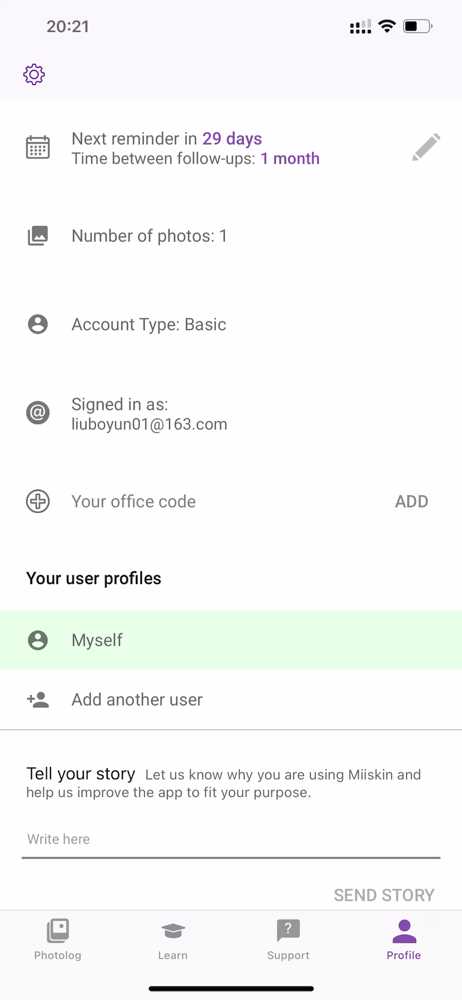 20:21
Next reminder in 29 days
Time between follow-ups: 1 month
Number of photos: 1
Account Type: Basic
Signed in as:
liuboyun01@163.com
Your office code
ADD
Your user profiles
Myself
Add another user
Tell your story Let us know why you are using Miiskin and
help us improve the app to fit your purpose.
Write here
SEND STORY
Photolog
Learn
Support
Profile